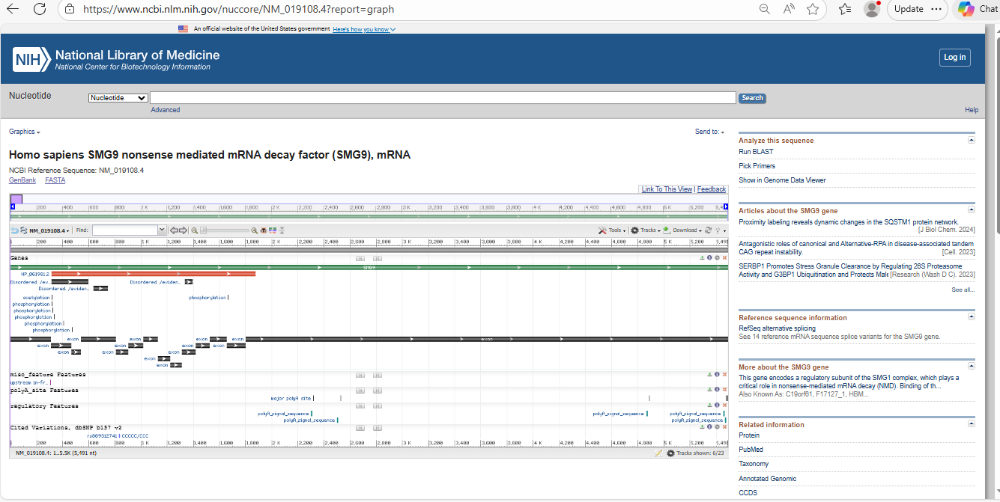 https://www.ncbi.nlm.nih.gov/nuccore/NM_019108.4?report=graph
Update
Chat
An official website of the United States government Here's how you know
NIH National Library of Medicine
National Center for Biotechnology Information
Log in
Nucleotide
Nucleotide
Search
Advanced
Help
Graphics
Send to:
Homo sapiens SMG9 nonsense mediated mRNA decay factor (SMG9), mRNA
NCBI Reference Sequence: NM_019108.4
GenBank FASTA
Link To This View | Feedback
200 400 600 800 1 K 1,200 1,400 1,600 1,800 2 K 2,200 2,400 2,600 2,800 3 K 3,200 3,400 3,600 3,800 4 K 4,200 4,400 4,600 4,800 5 K 5,200
NM_019108.4 Find: Tools Tracks Download ?
1 200 400 600 800 1 K 1,200 1,400 1,600 1,800 2 K 2,200 2,400 2,600 2,800 3 K 3,200 3,400 3,600 3,800 4 K 4,200 4,400 4,600 4,800 5 K 5,200 5,491
Genes
SMG9
NP_061981.2
Disordered /ev.. Disordered /eviden..
Disordered /eviden..
acetylation phosphorylation
phosphorylation
phosphorylation
phosphorylation
phosphorylation
phosphorylation
exon exon exon exon exon
exon exon exon exon
exon exon exon
exon
exon
misc_feature Features
upstream in-fr..
polyA_site Features
major polyA site
regulatory Features
polyA_signal_sequence polyA_signal_sequence polyA_signal_sequence
polyA_signal_sequence polyA_signal_sequence
Cited Variations, dbSNP b157 v2
rs869312741 CCCCC/CCC
1 200 400 600 800 1 K 1,200 1,400 1,600 1,800 2 K 2,200 2,400 2,600 2,800 3 K 3,200 3,400 3,600 3,800 4 K 4,200 4,400 4,600 4,800 5 K 5,200 5,491
NM_019108.4: 1..5.5K (5,491 nt)
Tracks shown: 6/23
Analyze this sequence
Run BLAST
Pick Primers
Show in Genome Data Viewer
Articles about the SMG9 gene
Proximity labeling reveals dynamic changes in the SQSTM1 protein network.
[J Biol Chem. 2024]
Antagonistic roles of canonical and Alternative-RPA in disease-associated tandem
CAG repeat instability. [Cell. 2023]
SERBP1 Promotes Stress Granule Clearance by Regulating 26S Proteasome
Activity and G3BP1 Ubiquitination and Protects Male [Research (Wash D C). 2023]
See all...
Reference sequence information
RefSeq alternative splicing
See 14 reference mRNA sequence splice variants for the SMG9 gene.
More about the SMG9 gene
This gene encodes a regulatory subunit of the SMG1 complex, which plays a
critical role in nonsense-mediated mRNA decay (NMD). Binding of th...
Also Known As: C19orf61, F17127_1, HBM...
Related information
Protein
PubMed
Taxonomy
Annotated Genomic
CCDS